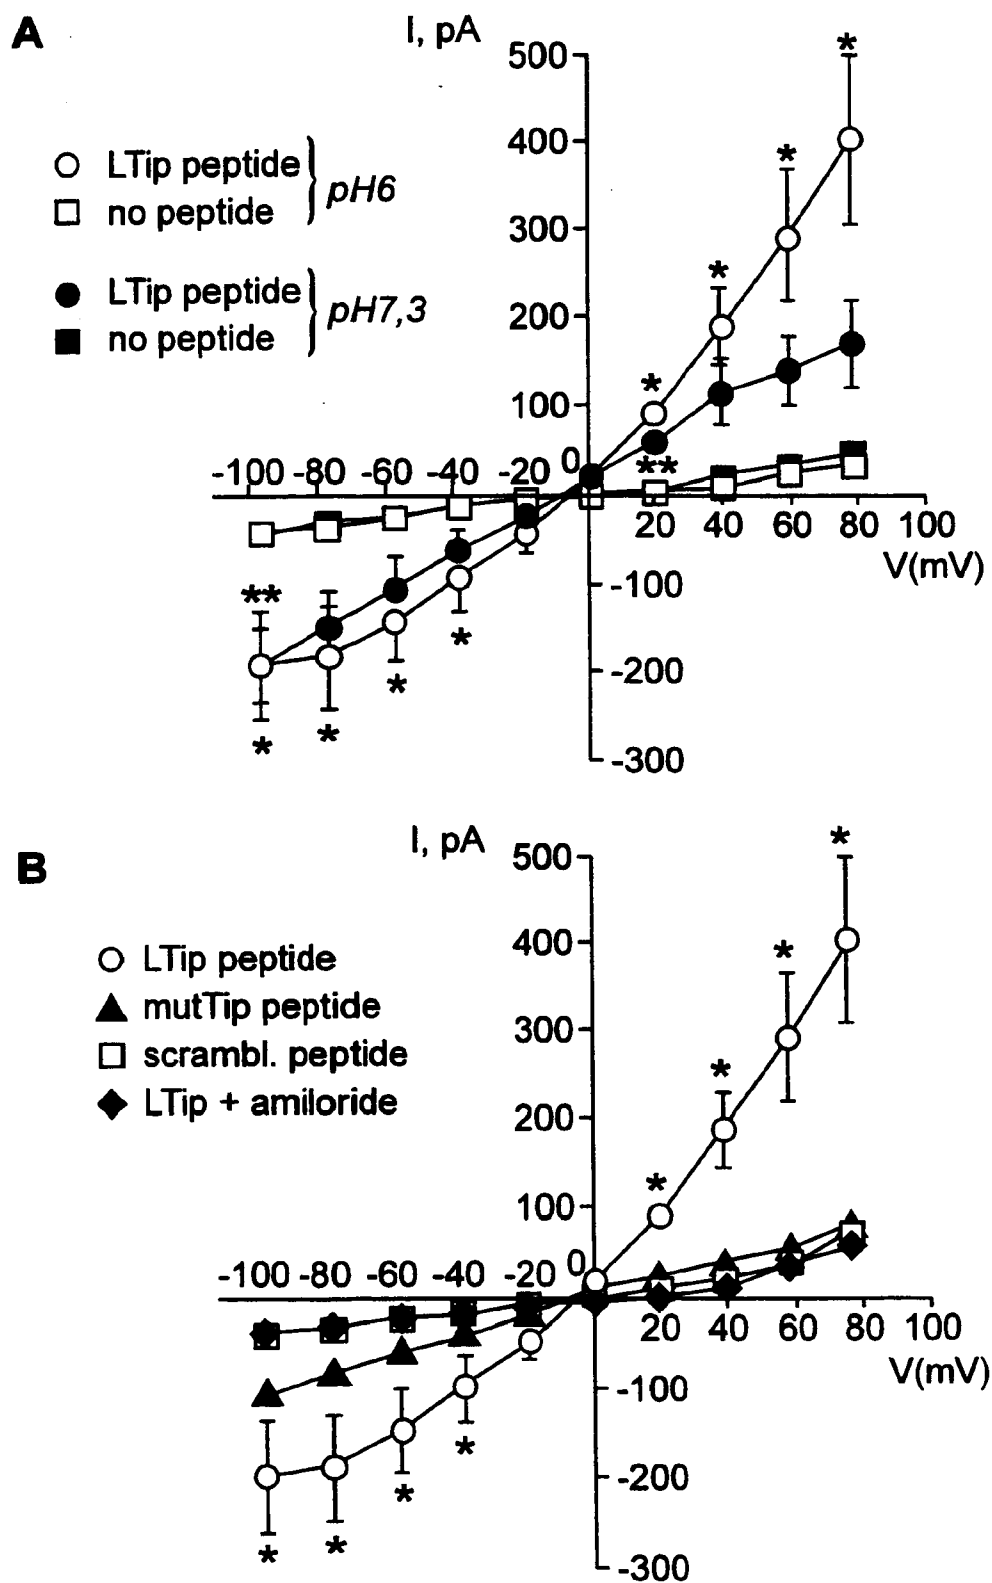 A
I, pA
500
400
300
200
100
LTip peptide
no peptide
pH6
LTip peptide
no peptide
pH7,3
*
*
*
*
**
-100 -80 -60 -40 -20 0
20 40 60 80 100
V(mV)
-100
-200
-300
**
*
*
*
*
B
I, pA
500
400
300
200
100
LTip peptide
mutTip peptide
scrambl. peptide
LTip + amiloride
*
*
*
*
-100 -80 -60 -40 -20 0
20 40 60 80 100
V(mV)
-100
-200
-300
*
*
*
*